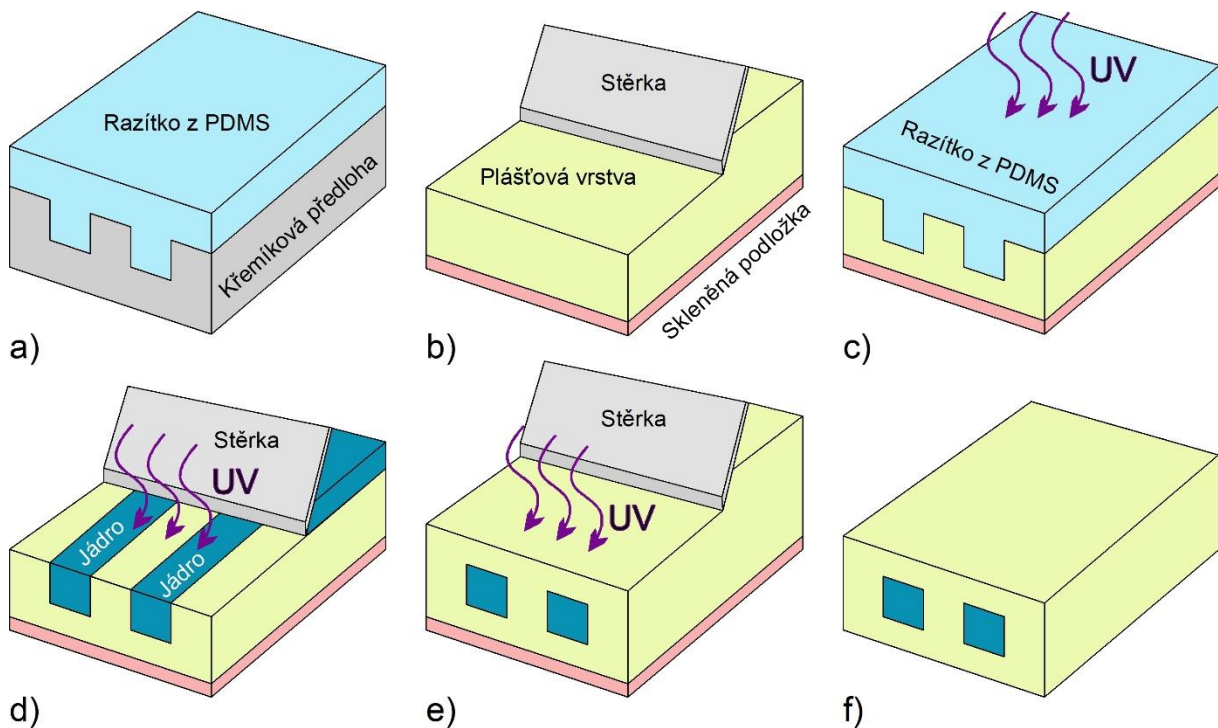 Razítko z PDMS
Křemíková předloha
a)
Stěrka
Plášťová vrstva
Skleněná podložka
b)
UV
Razítko z PDMS
c)
Stěrka
UV
Jádro
Jádro
d)
Stěrka
UV
e)
f)